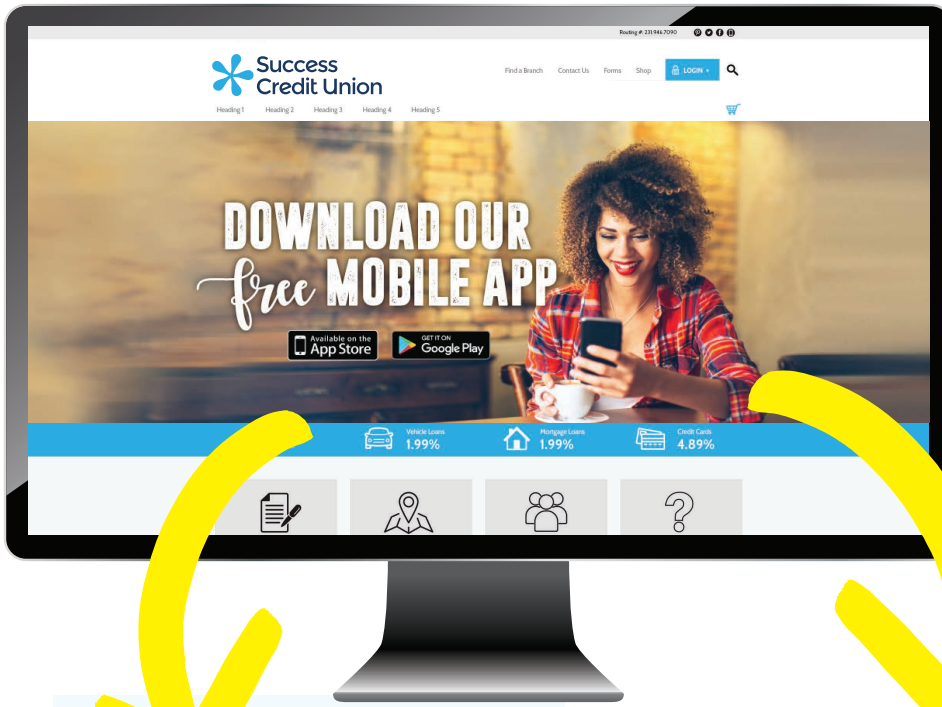 Routing #: 231.946.7090
Success
Credit Union
Find a Branch Contact Us Forms Shop LOGIN
Heading 1 Heading 2 Heading 3 Heading 4 Heading 5
DOWNLOAD OUR
free MOBILE APP
Available on the
App Store
GET IT ON
Google Play
Vehicle Loans
1.99%
Mortgage Loans
1.99%
Credit Cards
4.89%